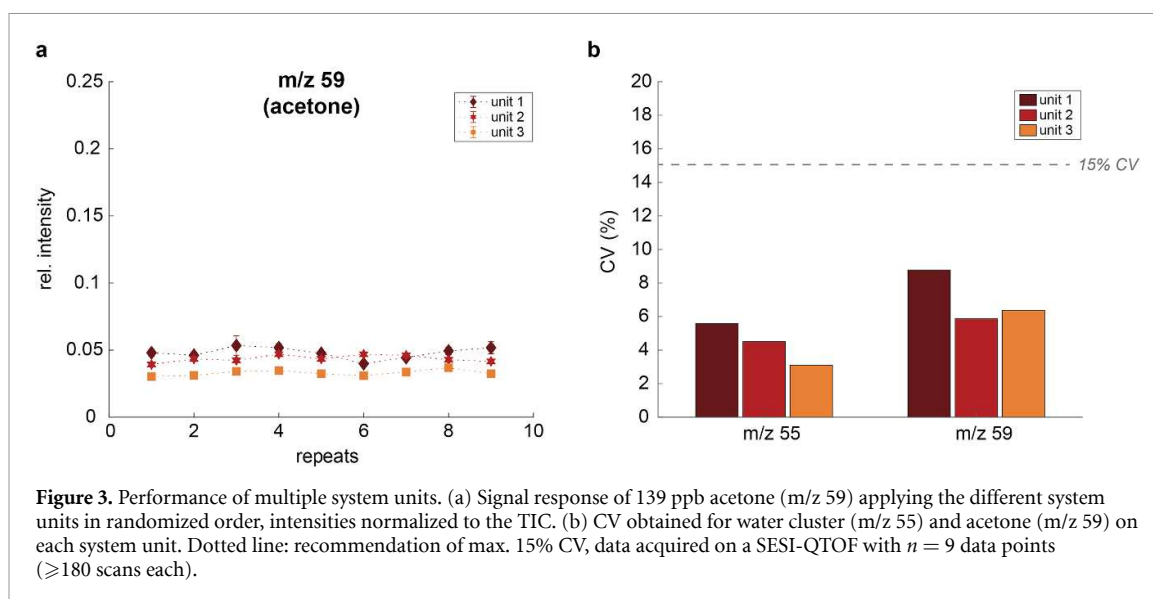 a
m/z 59
(acetone)
unit 1
unit 2
unit 3
0.25
0.2
0.15
0.1
0.05
0
rel. intensity
0 2 4 6 8 10
repeats
b
unit 1
unit 2
unit 3
20
18
16
14
12
10
8
6
4
2
0
CV (%)
15% CV
m/z 55 m/z 59
Figure 3. Performance of multiple system units. (a) Signal response of 139 ppb acetone (m/z 59) applying the different system
units in randomized order, intensities normalized to the TIC. (b) CV obtained for water cluster (m/z 55) and acetone (m/z 59) on
each system unit. Dotted line: recommendation of max. 15% CV, data acquired on a SESI-QTOF with n = 9 data points
(⩾180 scans each).